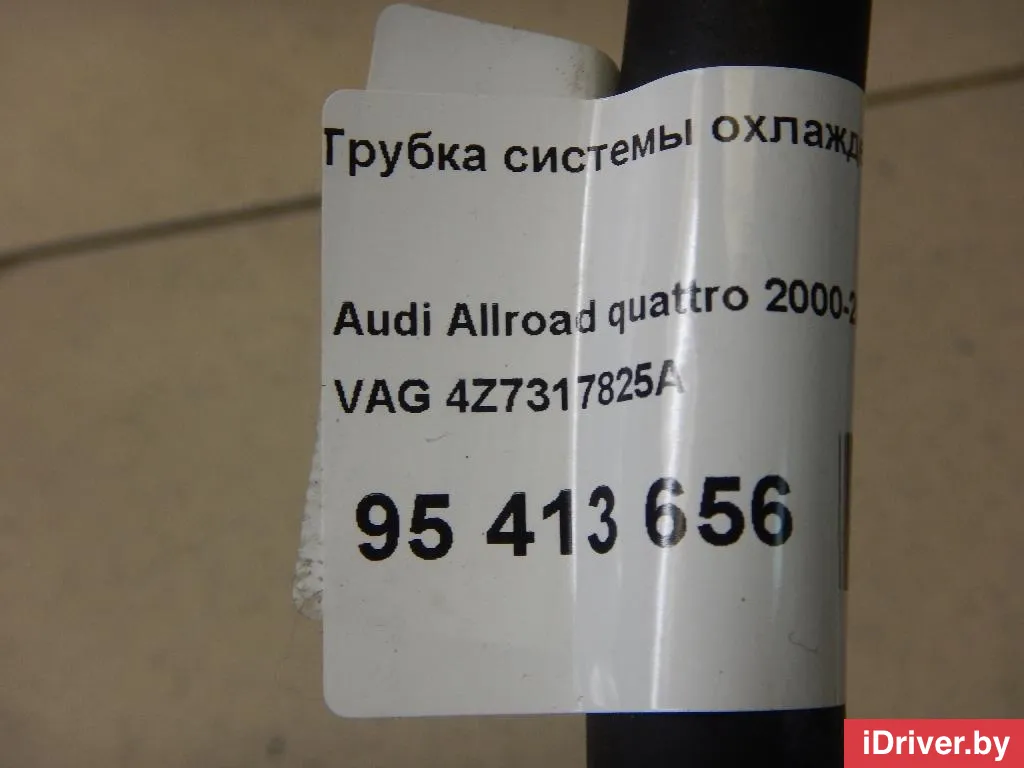 Трубка системы охлажд
Audi Allroad quattro 2000-2
VAG 4Z7317825A
95 413 656
iDriver.by